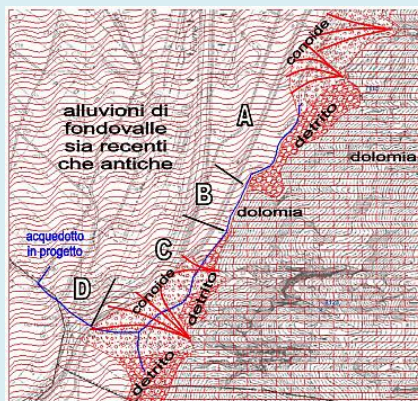 conoide
detrito
dolomia
alluvioni di
fondovalle
sia recenti
che antiche
A
B
dolomia
acquedotto
in progetto
C
D
conoide
detrito
detrito